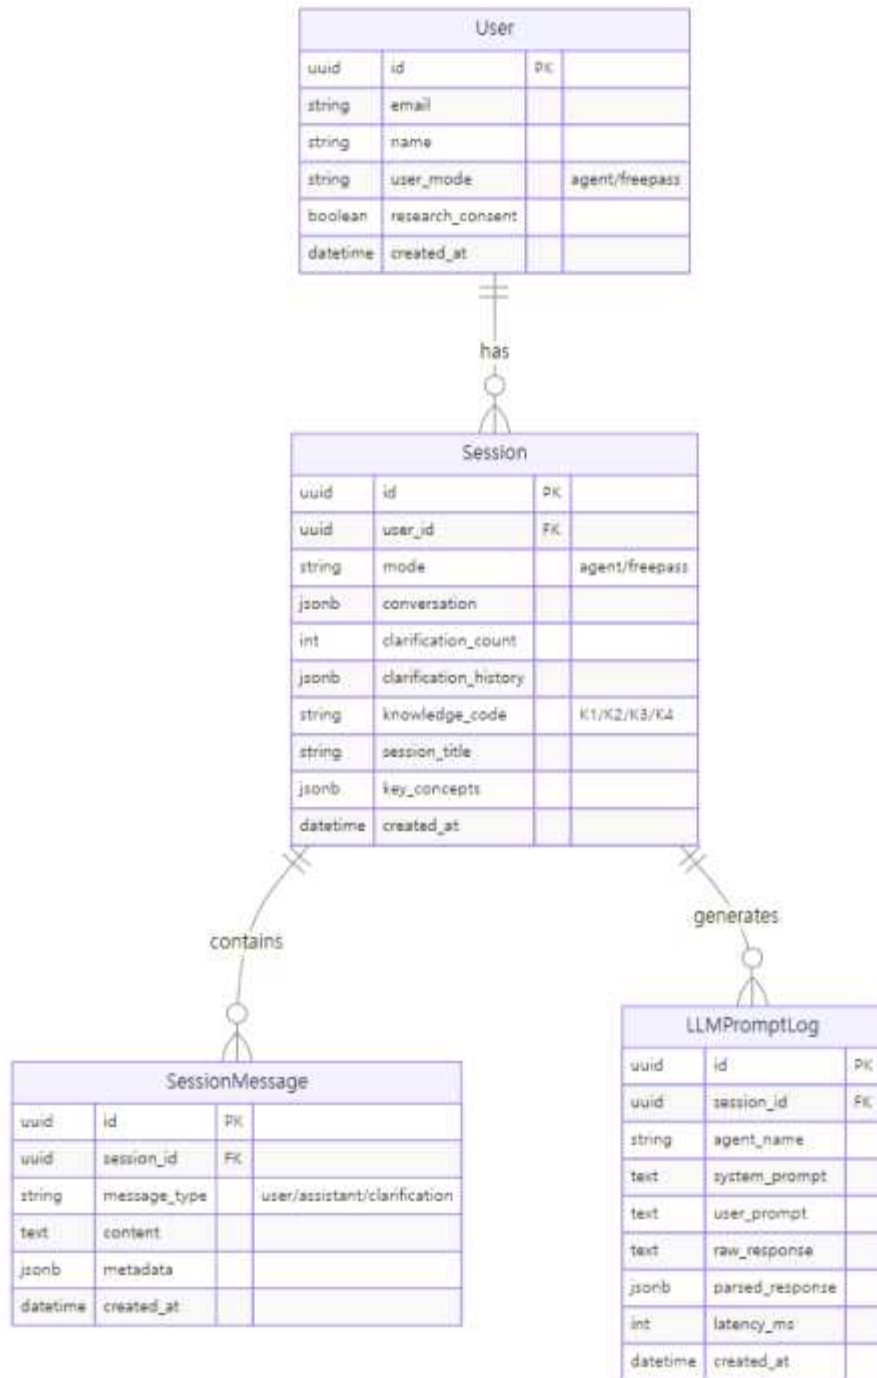 User
uuid id PK
string email
string name
string user_mode agent/freepass
boolean research_consent
datetime created_at
has
Session
uuid id PK
uuid user_id FK
string mode agent/freepass
jsonb conversation
int clarification_count
jsonb clarification_history
string knowledge_code K1/K2/K3/K4
string session_title
jsonb key_concepts
datetime created_at
contains
generates
SessionMessage
uuid id PK
uuid session_id FK
string message_type user/assistant/clarification
text content
jsonb metadata
datetime created_at
LLMPromptLog
uuid id PK
uuid session_id FK
string agent_name
text system_prompt
text user_prompt
text raw_response
jsonb parsed_response
int latency_ms
datetime created_at